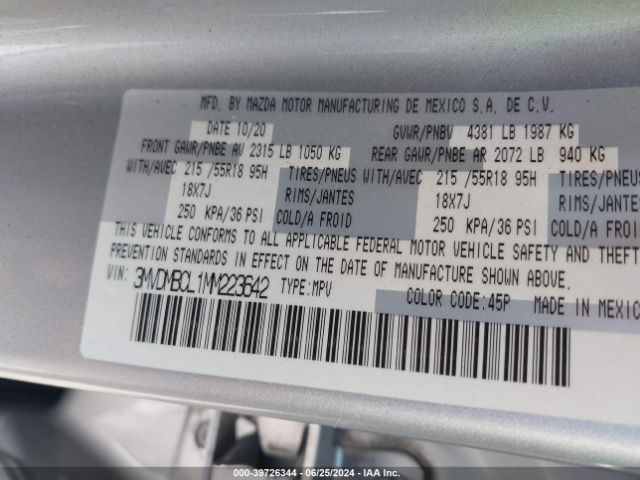 MFD. BY MAZDA MOTOR MANUFACTURING DE MEXICO S.A. DE C.V.
DATE 10/20 GVWR/PNBV 4381 LB 1987 KG
FRONT GAWR/PNBE AV 2315 LB 1050 KG REAR GAWR/PNBE AR 2072 LB 940 KG
WITH/AVEC 215 /55R18 95H TIRES/PNEUS WITH/AVEC 215 /55R18 95H TIRES/PNEUS
18X7J RIMS/JANTES 18X7J RIMS/JANTES
250 KPA/36 PSI COLD/A FROID 250 KPA/36 PSI COLD/A FROID
THIS VEHICLE CONFORMS TO ALL APPLICABLE FEDERAL MOTOR VEHICLE SAFETY AND THEFT
PREVENTION STANDARDS IN EFFECT ON THE DATE OF MANUFACTURE SHOWN ABOVE.
VIN: 3MVDMBCL1MM223642 TYPE:MPV COLOR CODE:45P MADE IN MEXICO
000-39726344 - 06/25/2024 - IAA Inc.